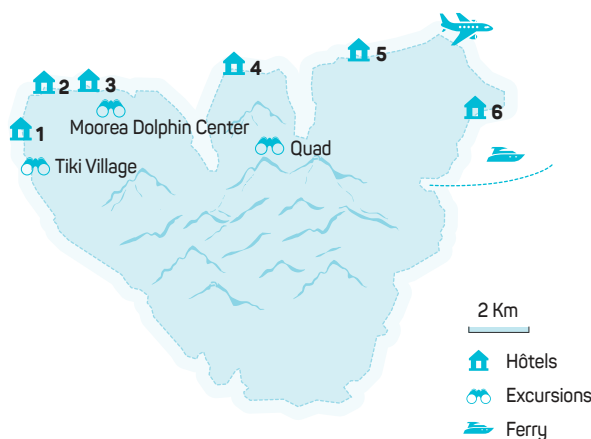 5
4
2
3
6
1
Moorea Dolphin Center
Quad
Tiki Village
2 Km
Hôtels
Excursions
Ferry